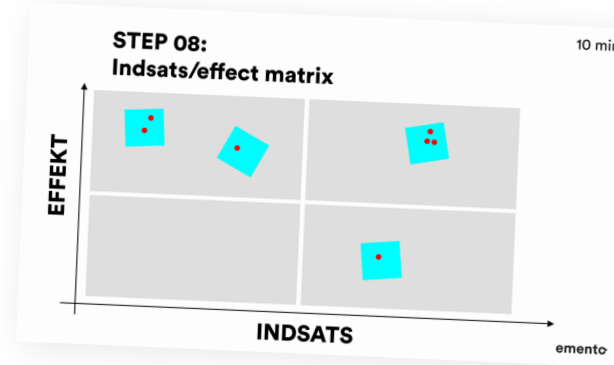 STEP 08:
Indsats/effect matrix
10 min
EFFEKT
INDSATS
emento